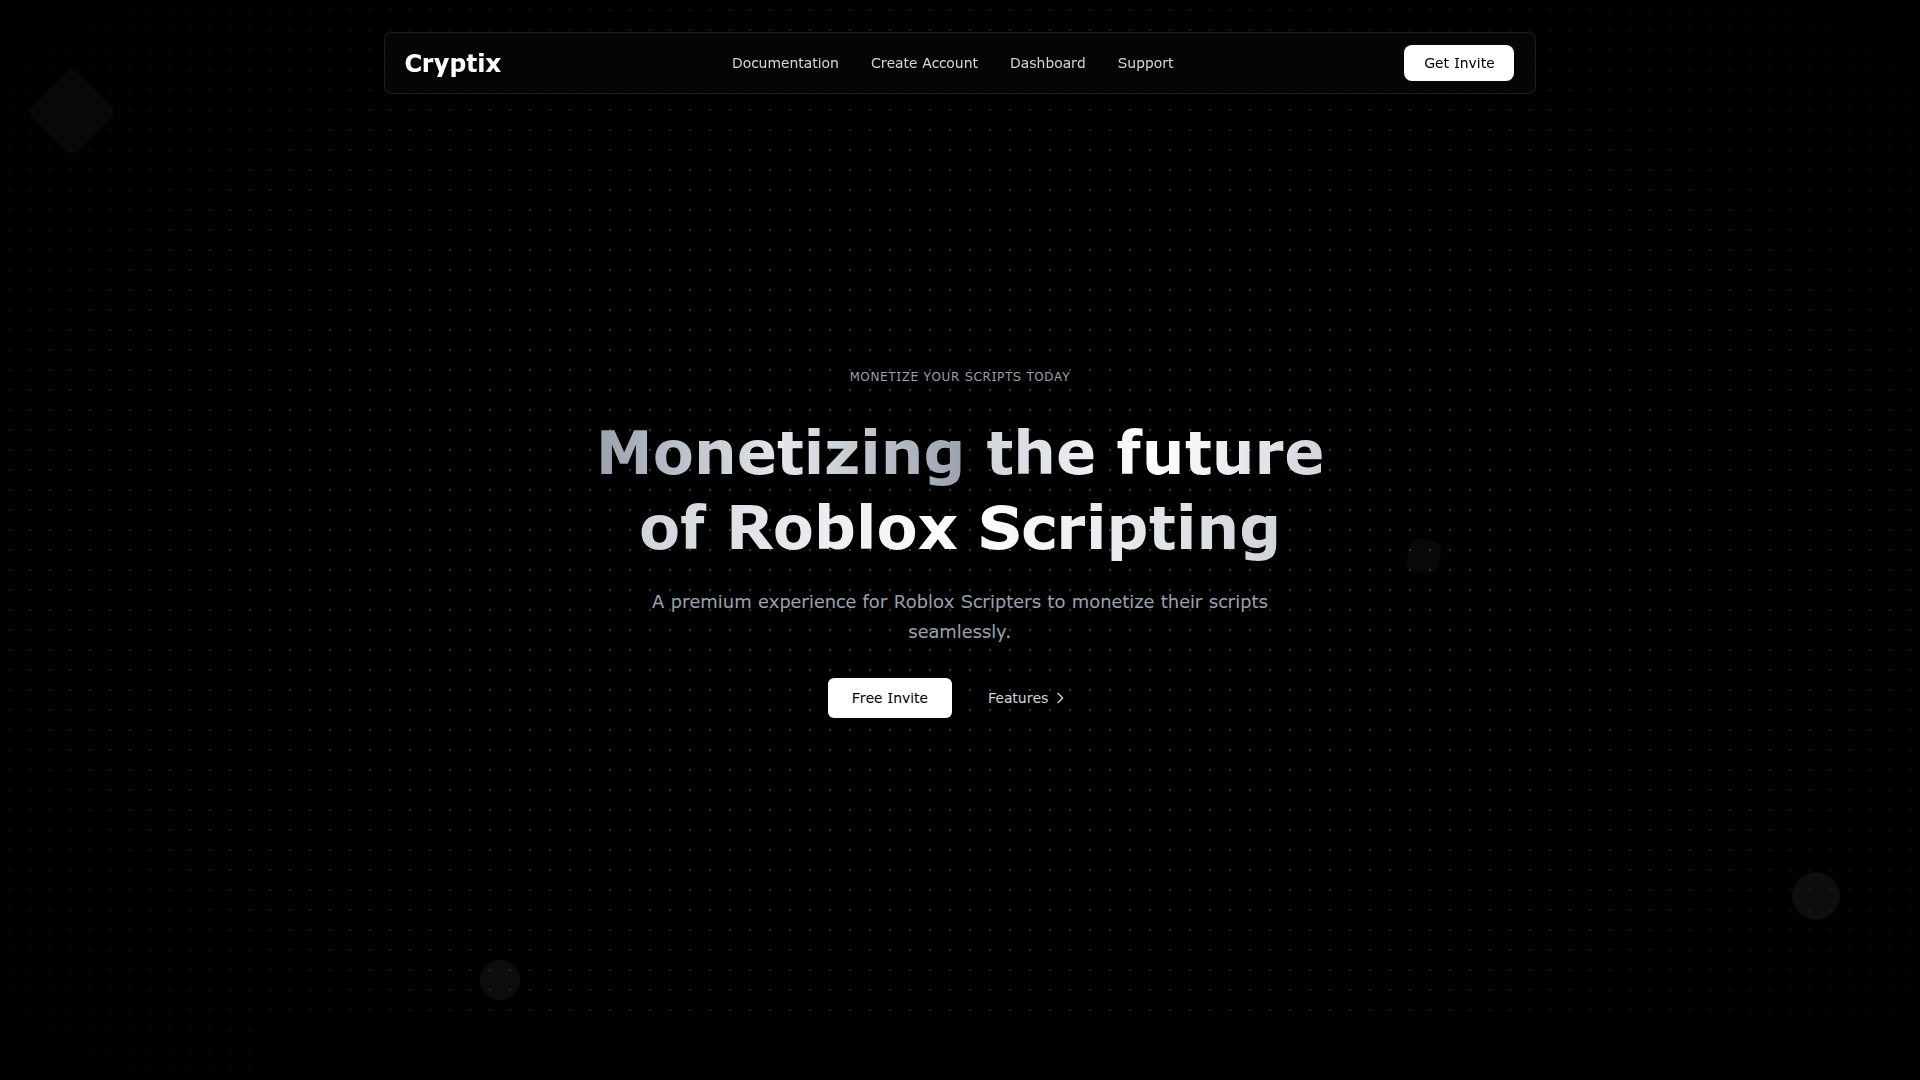 Cryptix
Documentation
Create Account
Dashboard
Support
Get Invite
MONETIZE YOUR SCRIPTS TODAY
Monetizing the future
of Roblox Scripting
A premium experience for Roblox Scripters to monetize their scripts
seamlessly.
Free Invite
Features